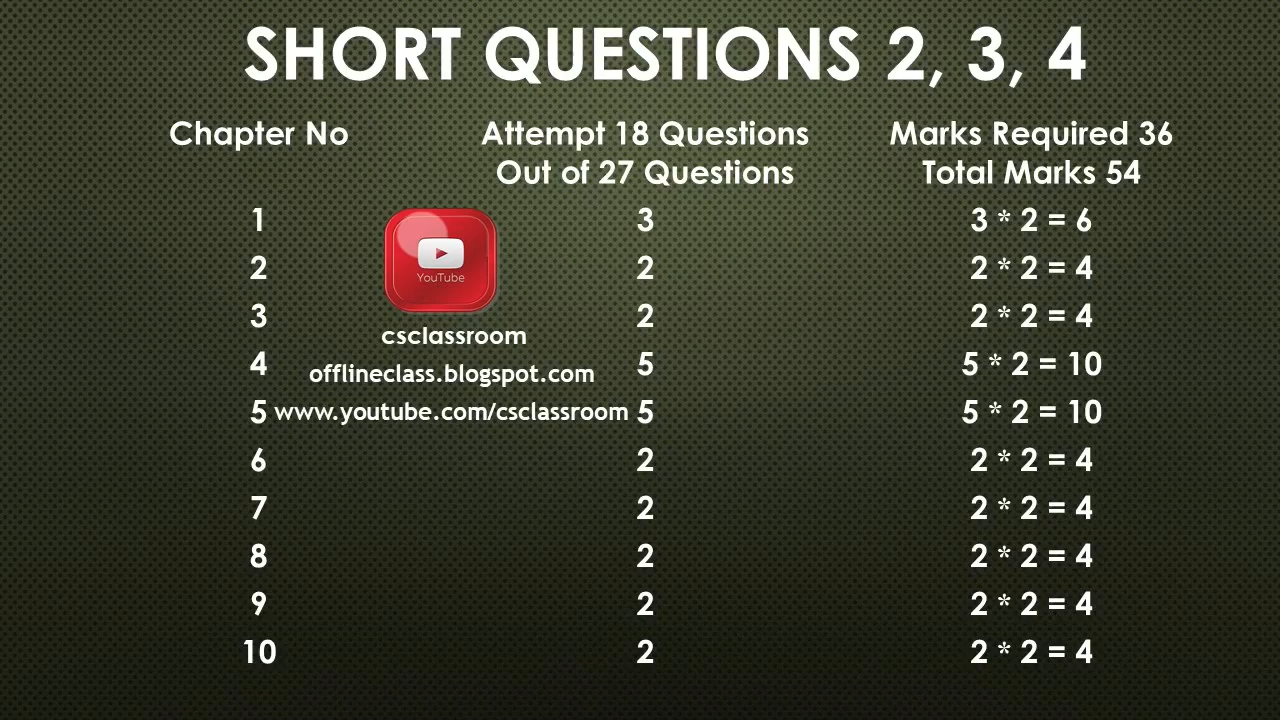 SHORT QUESTIONS 2, 3, 4
Chapter No Attempt 18 Questions Marks Required 36
Out of 27 Questions Total Marks 54
1 3 3 * 2 = 6
YouTube
2 2 2 * 2 = 4
3 2 2 * 2 = 4
csclassroom
4 5 5 * 2 = 10
offlineclass.blogspot.com
5 www.youtube.com/csclassroom 5 5 * 2 = 10
6 2 2 * 2 = 4
7 2 2 * 2 = 4
8 2 2 * 2 = 4
9 2 2 * 2 = 4
10 2 2 * 2 = 4